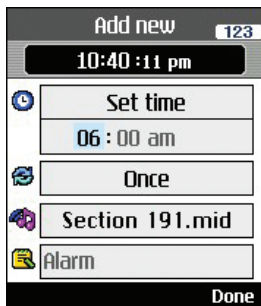 Add new
123
10:40:11 pm
Set time
06:00 am
Once
Section 191.mid
Alarm
Done